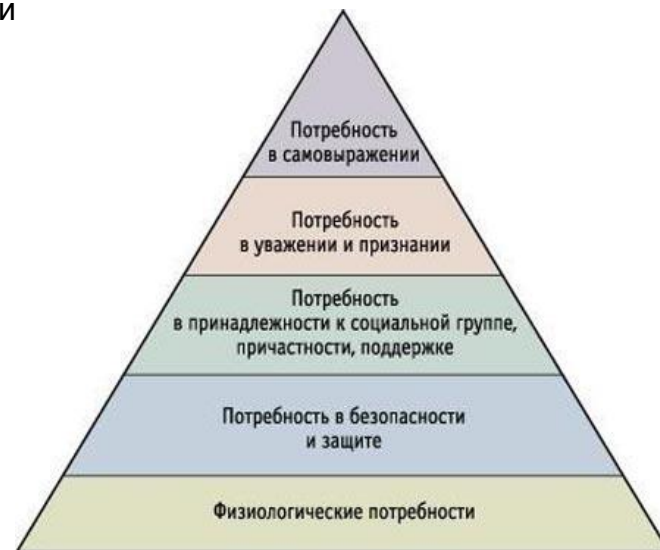 и
Потребность
в самовыражении
Потребность
в уважении и признании
Потребность
в принадлежности к социальной группе,
причастности, поддержке
Потребность в безопасности
и защите
Физиологические потребности